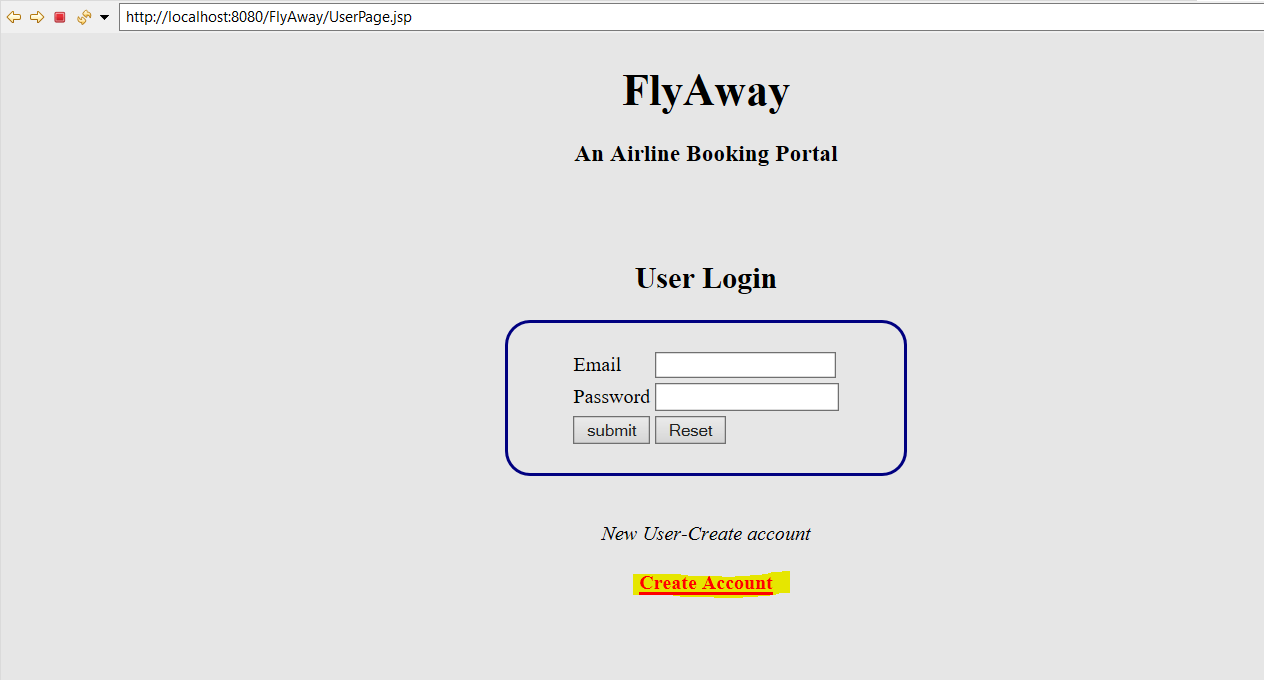 http://localhost:8080/FlyAway/UserPage.jsp
FlyAway
An Airline Booking Portal
User Login
Email
Password
submit Reset
New User-Create account
Create Account